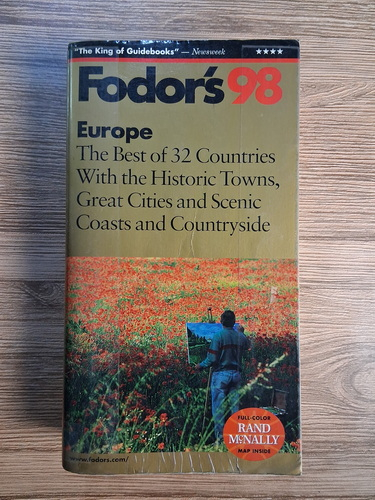 "The King of Guidebooks" — Newsweek ★★★★
Fodor's 98
Europe
The Best of 32 Countries
With the Historic Towns,
Great Cities and Scenic
Coasts and Countryside
FULL-COLOR
RAND
McNALLY
MAP INSIDE
www.fodors.com/